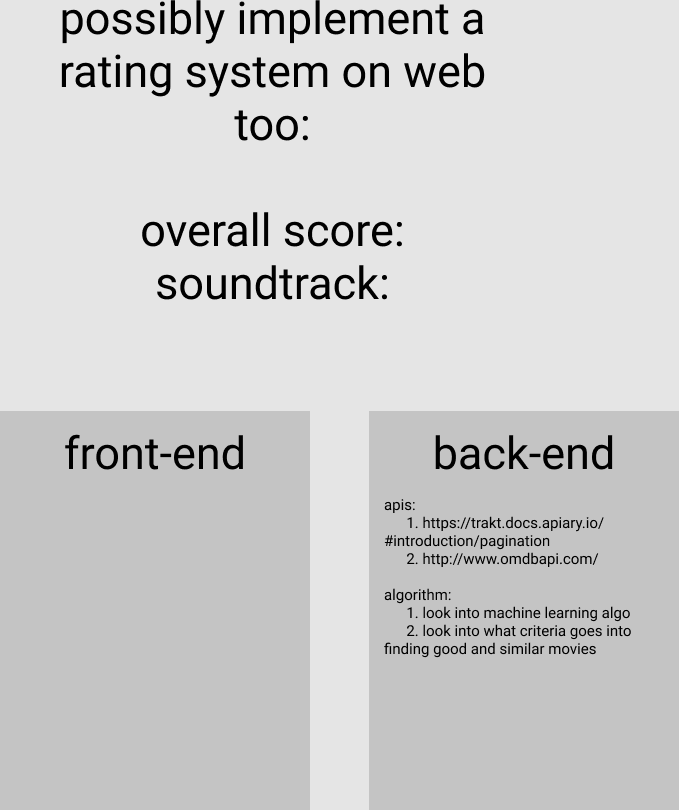 possibly implement a
rating system on web
too:
overall score:
soundtrack:
front-end
back-end
apis:
1. https://trakt.docs.apiary.io/
#introduction/pagination
2. http://www.omdbapi.com/
algorithm:
1. look into machine learning algo
2. look into what criteria goes into
finding good and similar movies